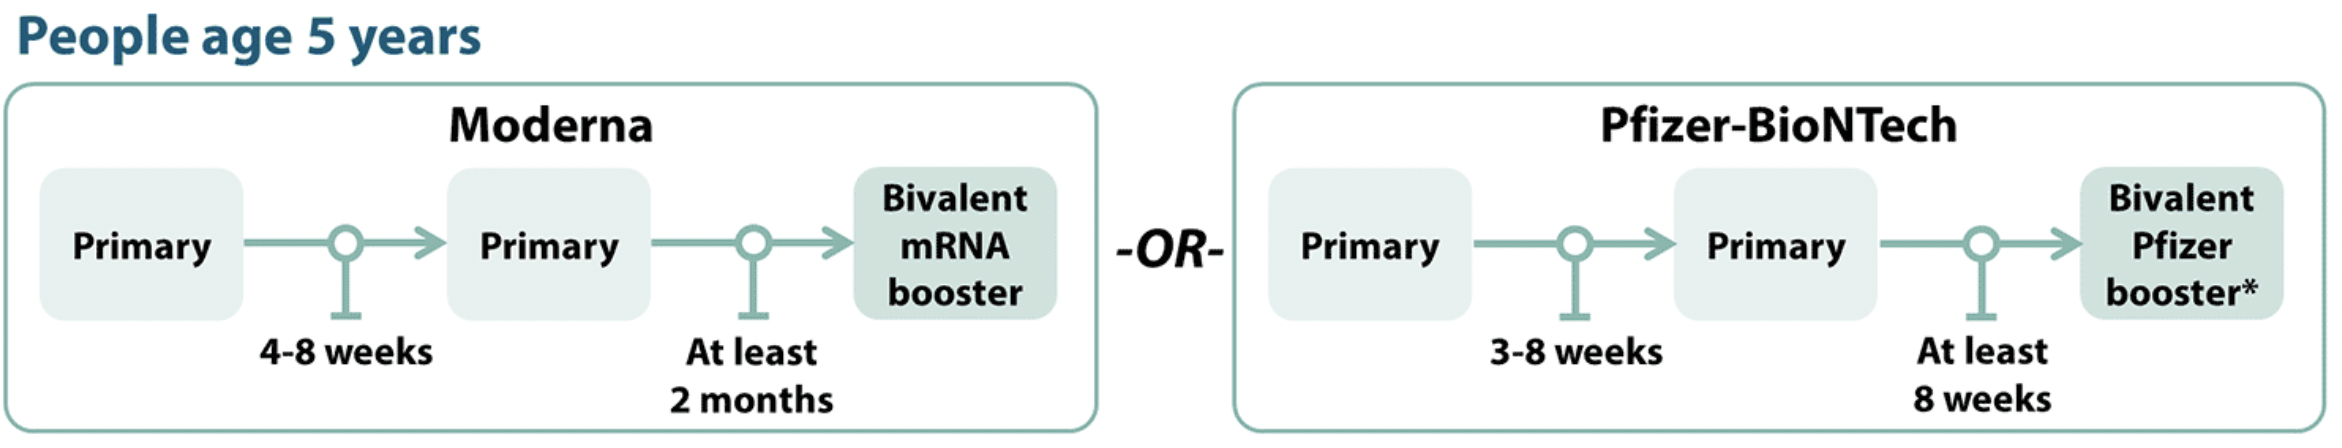 People age 5 years
Moderna
Primary
4-8 weeks
Primary
At least
2 months
Bivalent
mRNA
booster
-OR-
Pfizer-BioNTech
Primary
3-8 weeks
Primary
At least
8 weeks
Bivalent
Pfizer
booster*